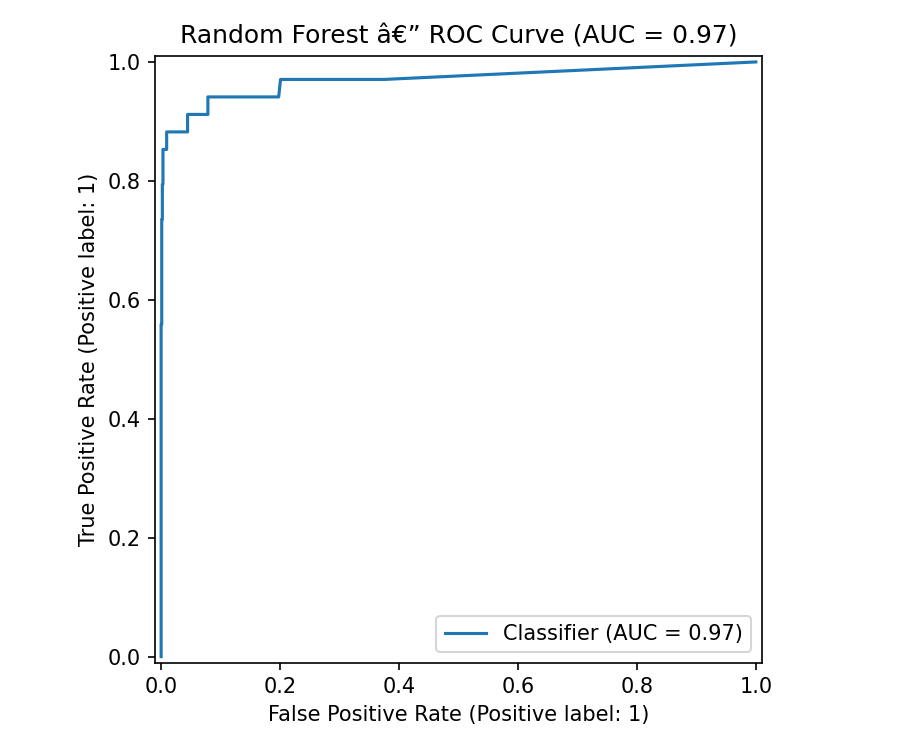 Random Forest â€” ROC Curve (AUC = 0.97)
1.0
0.8
0.6
0.4
0.2
0.0
True Positive Rate (Positive label: 1)
Classifier (AUC = 0.97)
0.0 0.2 0.4 0.6 0.8 1.0
False Positive Rate (Positive label: 1)